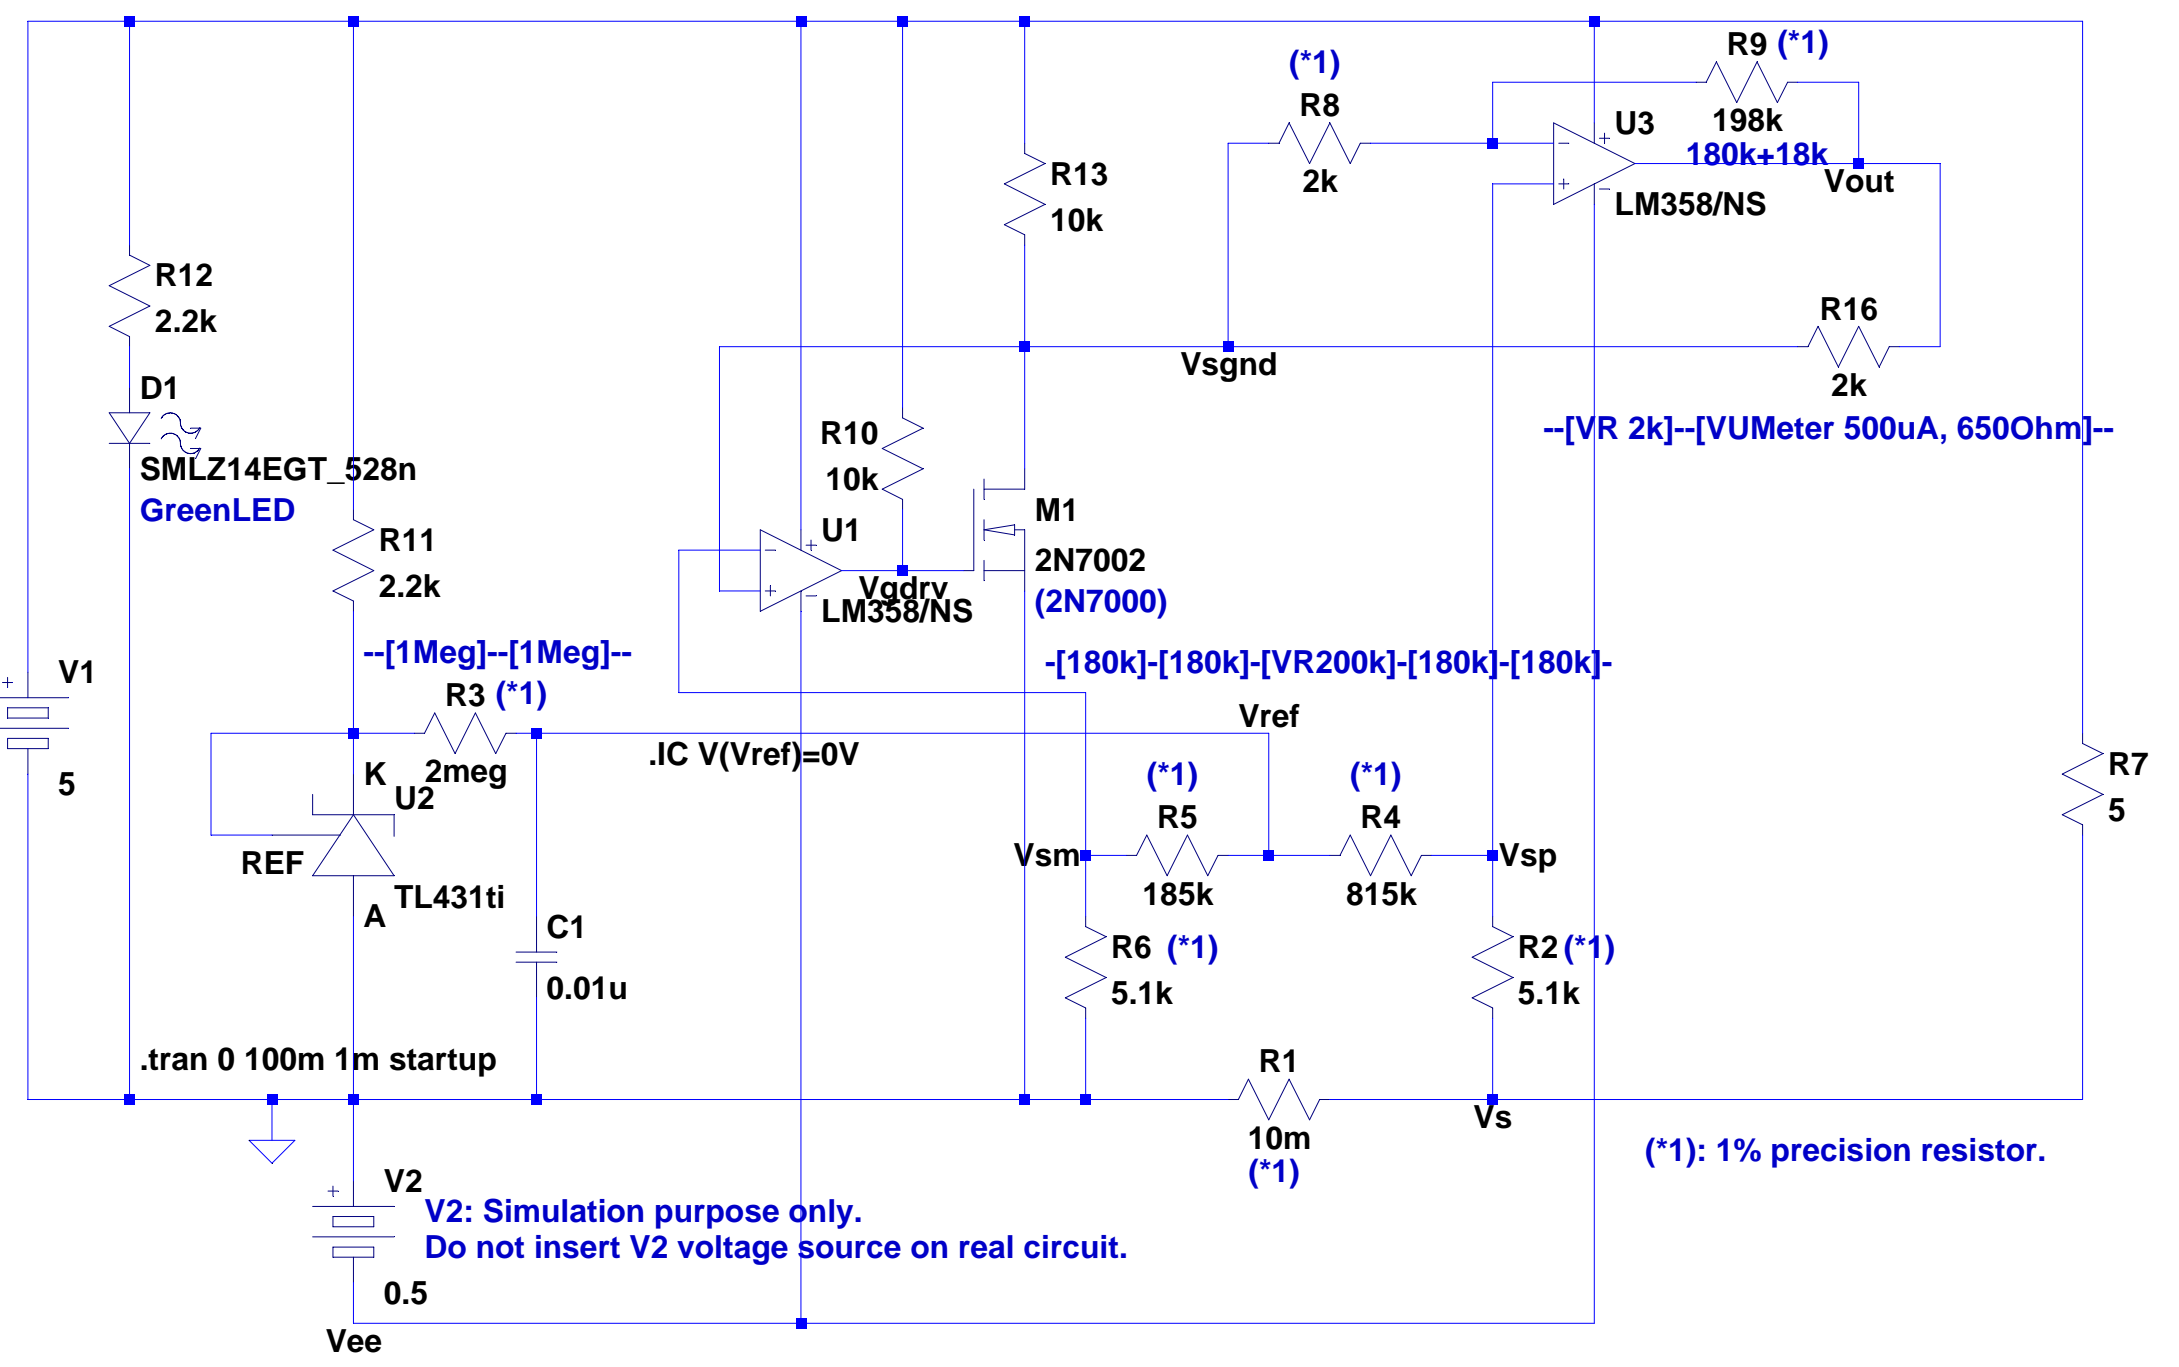 R9 (*1)
198k
180k+18k
(*1)
R8
2k
U3
LM358/NS
Vout
R13
10k
R12
2.2k
R16
2k
--[VR 2k]--[VUMeter 500uA, 650Ohm]--
Vsgnd
D1
SMLZ14EGT_528n
GreenLED
R10
10k
R11
2.2k
U1
Vgdrv
LM358/NS
M1
2N7002
(2N7000)
--[1Meg]--[1Meg]--
R3 (*1)
2meg
-[180k]-[180k]-[VR200k]-[180k]-[180k]-
V1
5
Vref
.IC V(Vref)=0V
K
U2
REF
TL431ti
A
(*1)
R5
185k
(*1)
R4
815k
Vsm
Vsp
R7
5
C1
0.01u
R6 (*1)
5.1k
R2 (*1)
5.1k
.tran 0 100m 1m startup
R1
10m
(*1)
Vs
(*1): 1% precision resistor.
V2
V2: Simulation purpose only.
Do not insert V2 voltage source on real circuit.
0.5
Vee